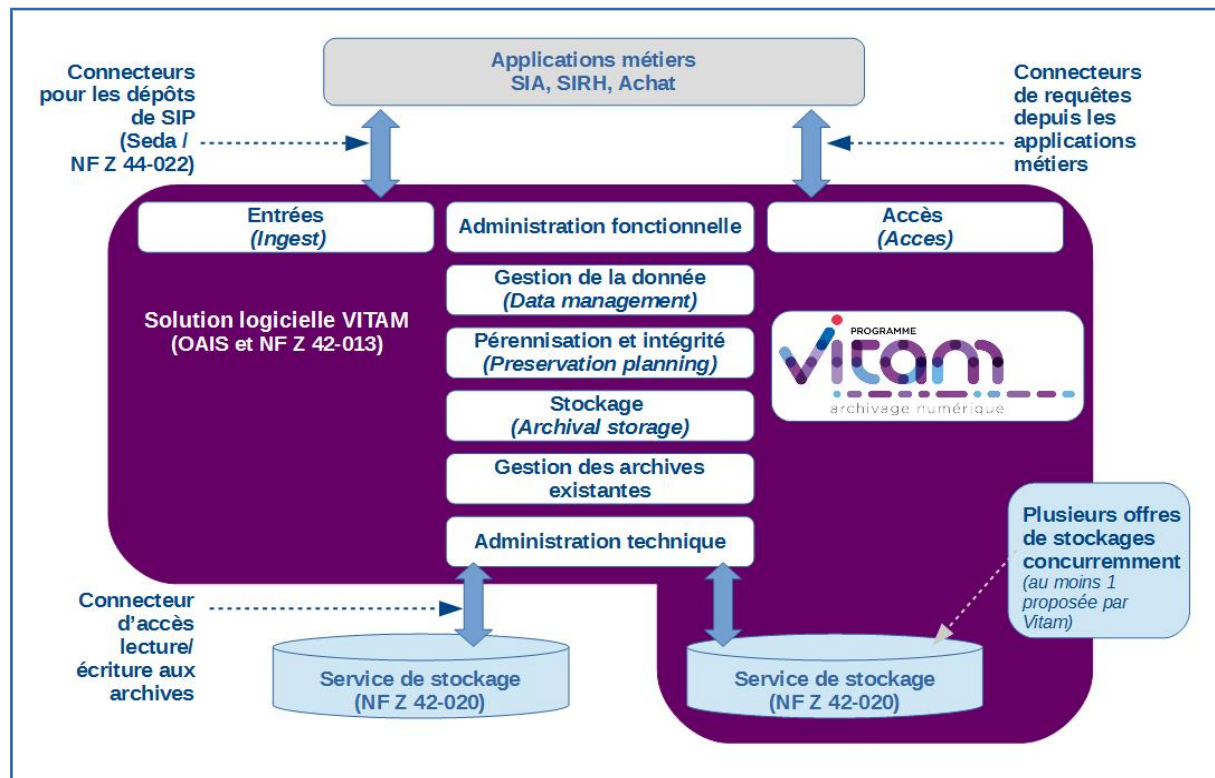 Applications métiers
SIA, SIRH, Achat
Connecteurs
pour les dépôts
de SIP
(Seda /
NF Z 44-022)
Connecteurs
de requêtes
depuis les
applications
métiers
Entrées
(Ingest)
Administration fonctionnelle
Accès
(Acces)
Gestion de la donnée
(Data management)
Solution logicielle VITAM
(OAIS et NF Z 42-013)
Pérennisation et intégrité
(Preservation planning)
PROGRAMME
vitam
archivage numérique
Stockage
(Archival storage)
Gestion des archives
existantes
Administration technique
Plusieurs offres
de stockages
concurremment
(au moins 1
proposée par
Vitam)
Connecteur
d'accès
lecture/
écriture aux
archives
Service de stockage
(NF Z 42-020)
Service de stockage
(NF Z 42-020)